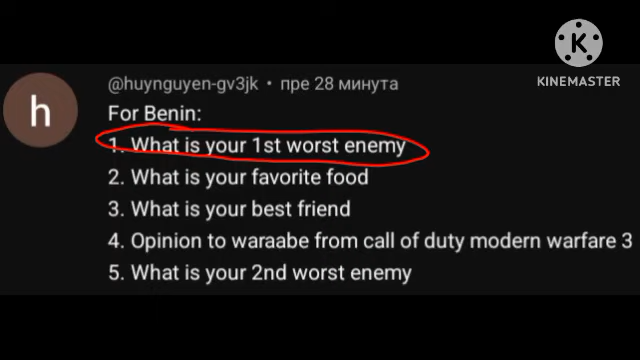 KINEMASTER
h
@huynguyen-gv3jk • пре 28 минута
For Benin:
1. What is your 1st worst enemy
2. What is your favorite food
3. What is your best friend
4. Opinion to waraabe from call of duty modern warfare 3
5. What is your 2nd worst enemy